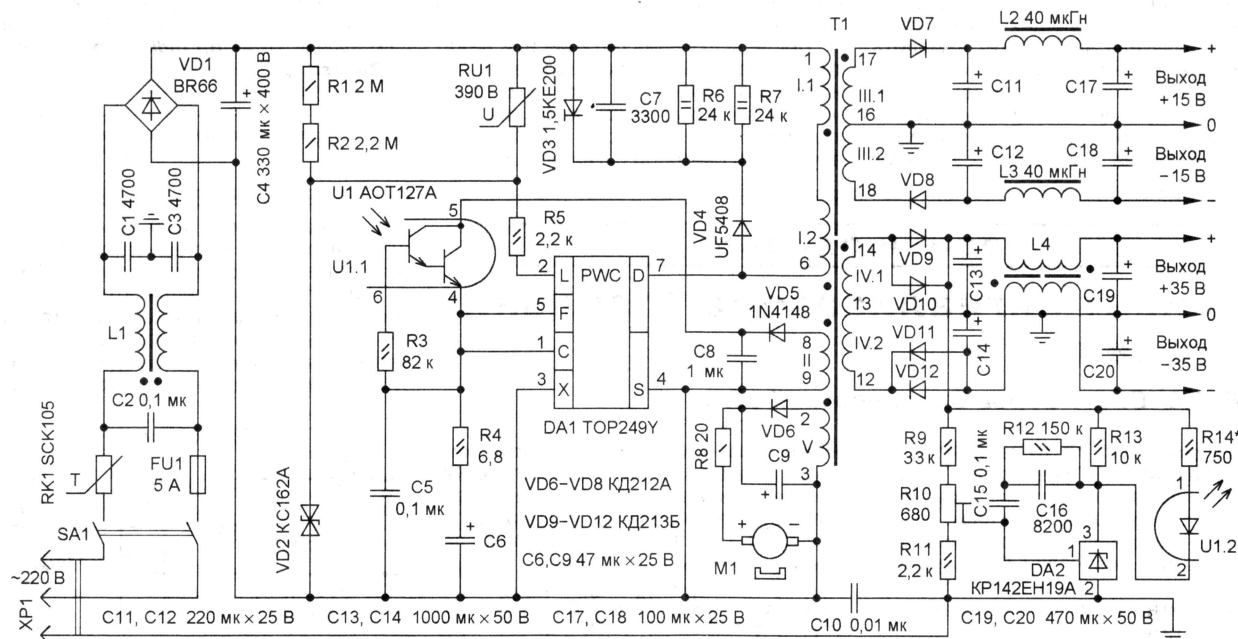 VD1
BR66
C4 330 мк × 400 В
C1 4700
C3 4700
L1
C2 0,1 мк
RK1 SCK105
T
FU1
5 А
SA1
~220 В
XP1
R1 2 М
R2 2,2 М
RU1
390 В
U
VD3 1,5KE200
C7
3300
R6
24 к
R7
24 к
U1 АОТ127А
U1.1
5
6
4
R5
2,2 к
VD4
UF5408
R3
82 к
2
L
PWC
D
7
5
F
1
C
3
X
S
4
DA1 TOP249Y
VD5
1N4148
C8
1 мк
R4
6,8
C5
0,1 мк
C6
VD2 КС162А
VD6–VD8 КД212А
VD9–VD12 КД213Б
C6, C9 47 мк × 25 В
R8 20
VD6
C9
+
−
M1
T1
1
I.1
I.2
6
8
II
9
2
V
3
17
III.1
16
III.2
18
14
IV.1
13
IV.2
12
VD7
L2 40 мкГн
C11
C17
Выход
+15 В
+
0
C12
C18
Выход
−15 В
−
VD8
L3 40 мкГн
VD9
VD10
C13
L4
C19
Выход
+35 В
+
0
VD11
VD12
C14
C20
Выход
−35 В
−
R9
33 к
R10
680
R11
2,2 к
C15 0,1 мк
R12 150 к
C16
8200
R13
10 к
R14*
750
1
U1.2
2
3
1
DA2
КР142ЕН19А 2
C11, C12 220 мк × 25 В
C13, C14 1000 мк × 50 В
C17, C18 100 мк × 25 В
C10 0,01 мк
C19, C20 470 мк × 50 В